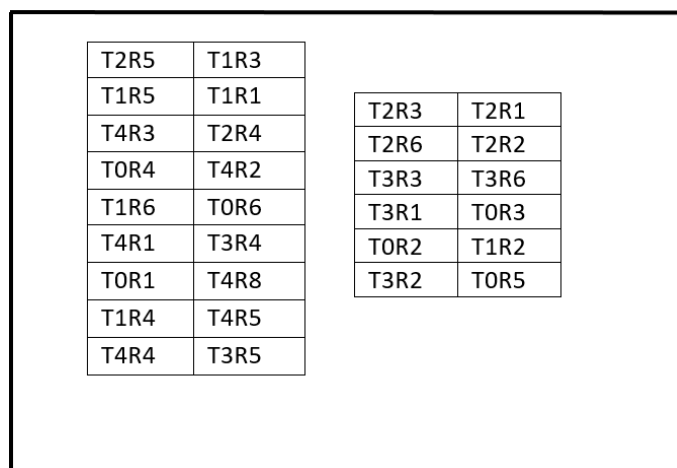 T2R5 T1R3
T1R5 T1R1
T4R3 T2R4
T0R4 T4R2
T1R6 T0R6
T4R1 T3R4
T0R1 T4R8
T1R4 T4R5
T4R4 T3R5
T2R3 T2R1
T2R6 T2R2
T3R3 T3R6
T3R1 T0R3
T0R2 T1R2
T3R2 T0R5